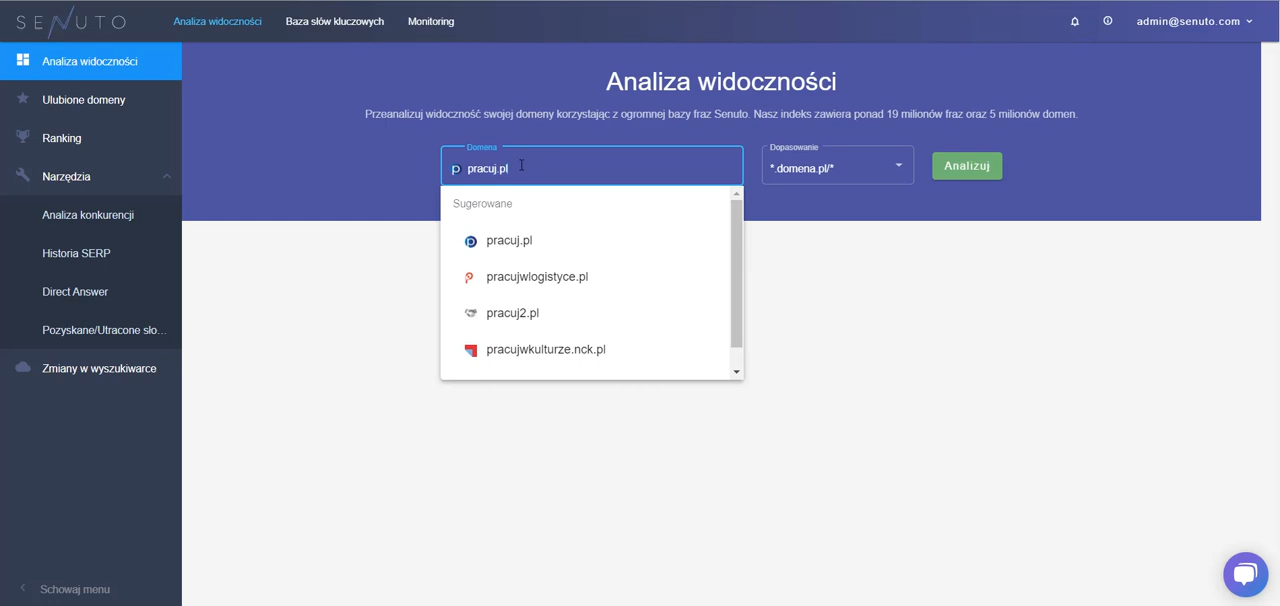 SENUTO
Analiza widoczności
Baza słów kluczowych
Monitoring
admin@senuto.com
Analiza widoczności
Ulubione domeny
Ranking
Narzędzia
Analiza konkurencji
Historia SERP
Direct Answer
Pozyskane/Utracone sło...
Zmiany w wyszukiwarce
Schowaj menu
Analiza widoczności
Przeanalizuj widoczność swojej domeny korzystając z ogromnej bazy fraz Senuto. Nasz indeks zawiera ponad 19 milionów fraz oraz 5 milionów domen.
Domena
pracuj.pl
Dopasowanie
*.domena.pl/*
Analizuj
Sugerowane
pracuj.pl
pracujwlogistyce.pl
pracuj2.pl
pracujwkulturze.nck.pl